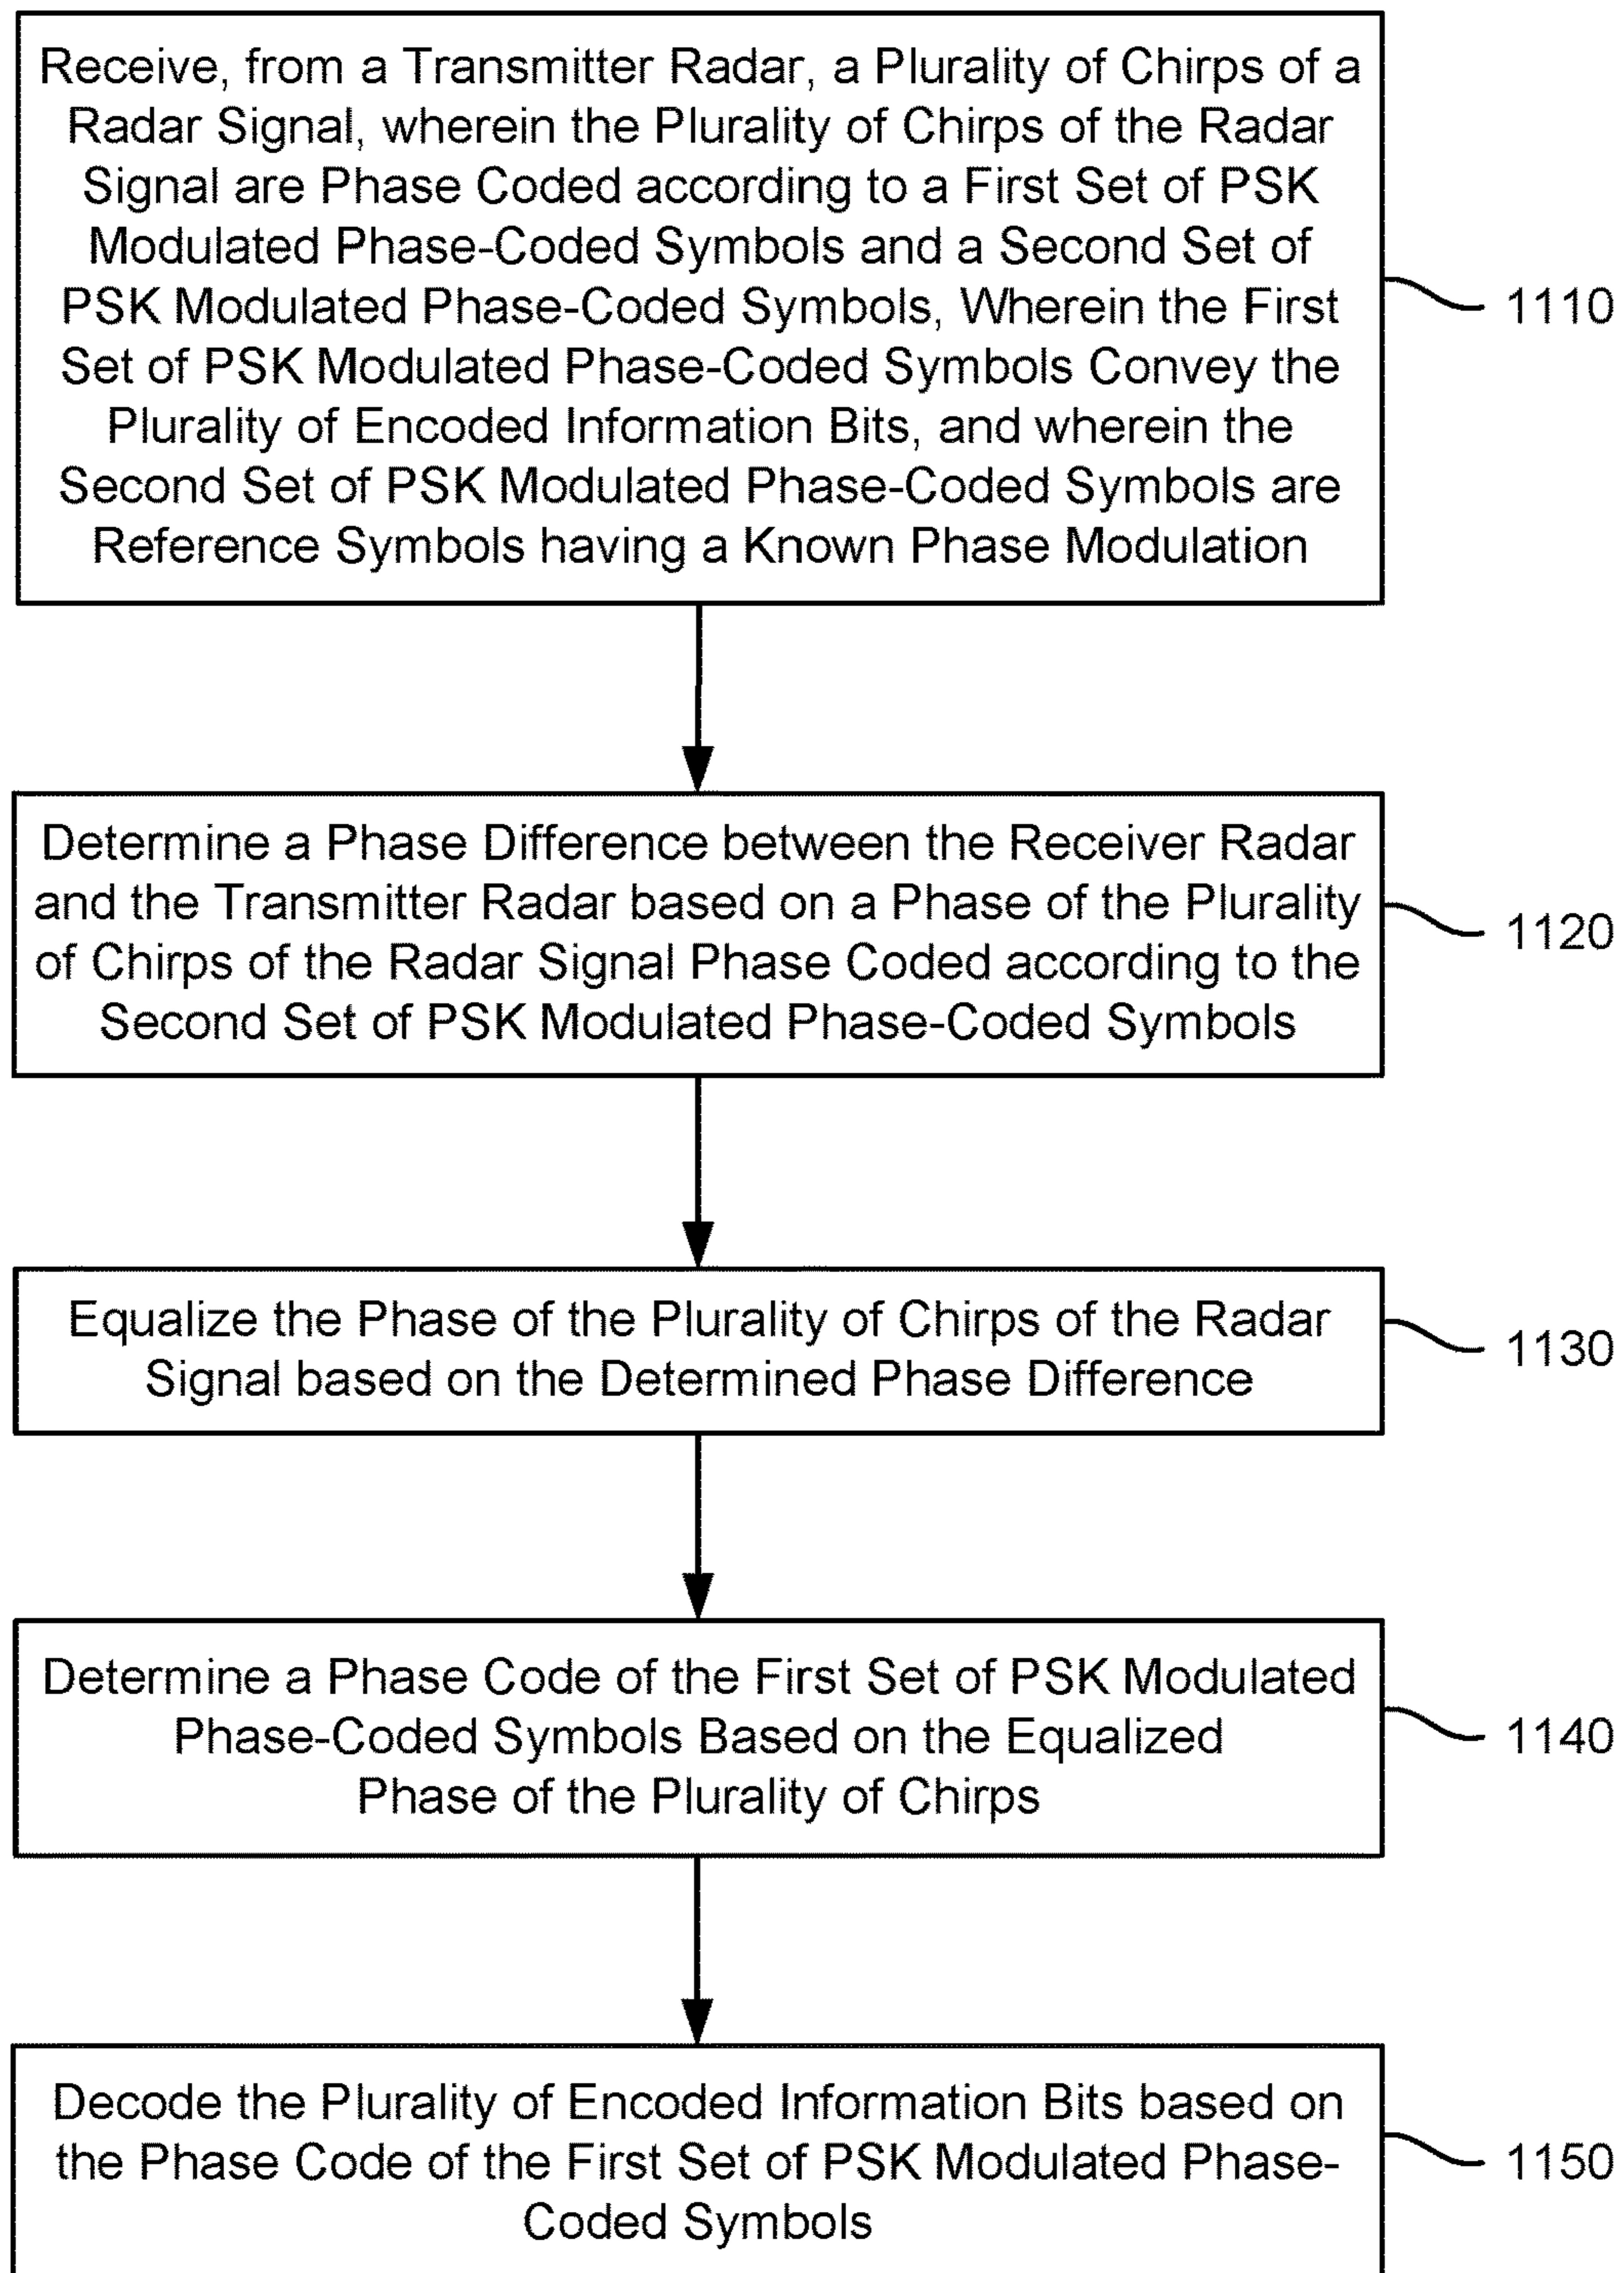 Receive, from a Transmitter Radar, a Plurality of Chirps of a
Radar Signal, wherein the Plurality of Chirps of the Radar
Signal are Phase Coded according to a First Set of PSK
Modulated Phase-Coded Symbols and a Second Set of
PSK Modulated Phase-Coded Symbols, Wherein the First
Set of PSK Modulated Phase-Coded Symbols Convey the
Plurality of Encoded Information Bits, and wherein the
Second Set of PSK Modulated Phase-Coded Symbols are
Reference Symbols having a Known Phase Modulation
1110
Determine a Phase Difference between the Receiver Radar
and the Transmitter Radar based on a Phase of the Plurality
of Chirps of the Radar Signal Phase Coded according to the
Second Set of PSK Modulated Phase-Coded Symbols
1120
Equalize the Phase of the Plurality of Chirps of the Radar
Signal based on the Determined Phase Difference
1130
Determine a Phase Code of the First Set of PSK Modulated
Phase-Coded Symbols Based on the Equalized
Phase of the Plurality of Chirps
1140
Decode the Plurality of Encoded Information Bits based on
the Phase Code of the First Set of PSK Modulated Phase-
Coded Symbols
1150